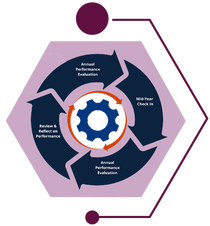 Annual
Performance
Evaluation
Mid-Year
Check In
Annual
Performance
Evaluation
Review &
Reflect on
Performance